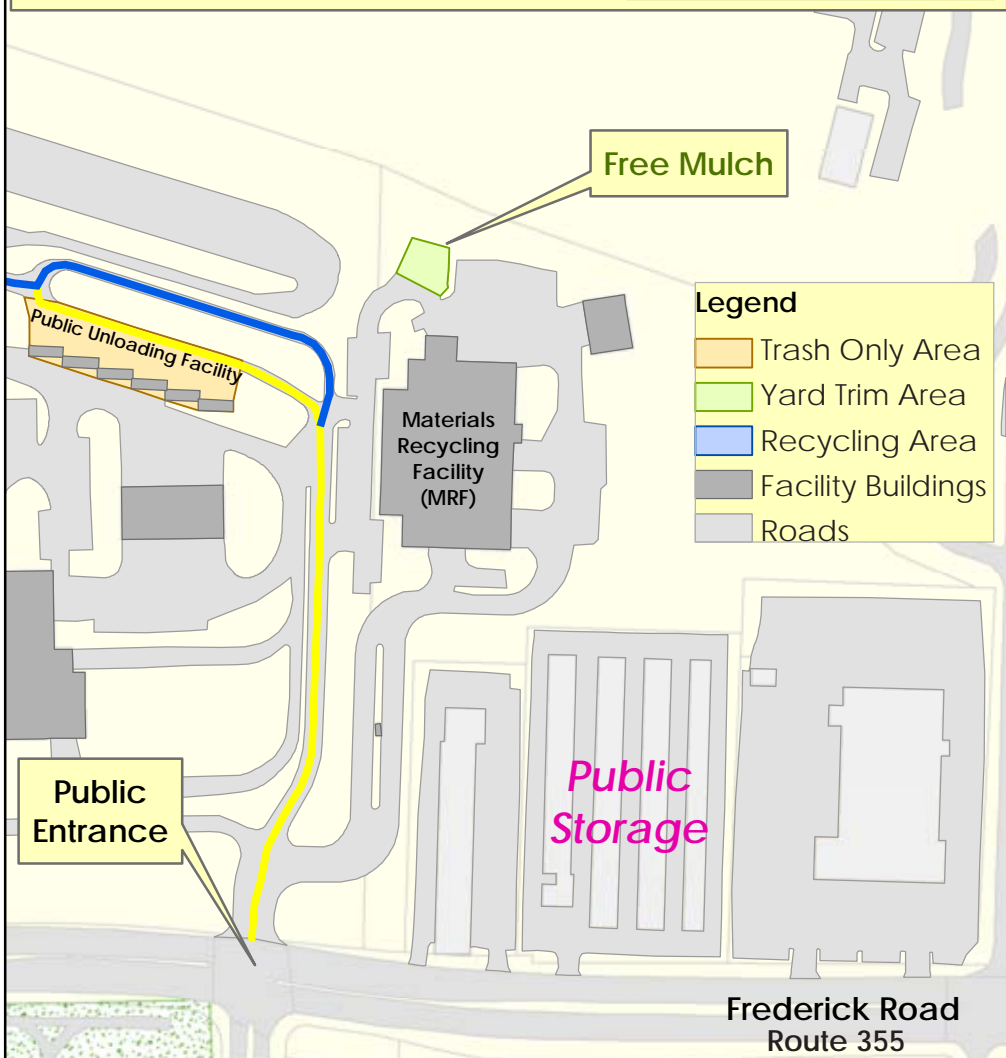 Free Mulch
Legend
Trash Only Area
Yard Trim Area
Recycling Area
Facility Buildings
Roads
Public Unloading Facility
Materials
Recycling
Facility
(MRF)
Public
Storage
Public
Entrance
Frederick Road
Route 355